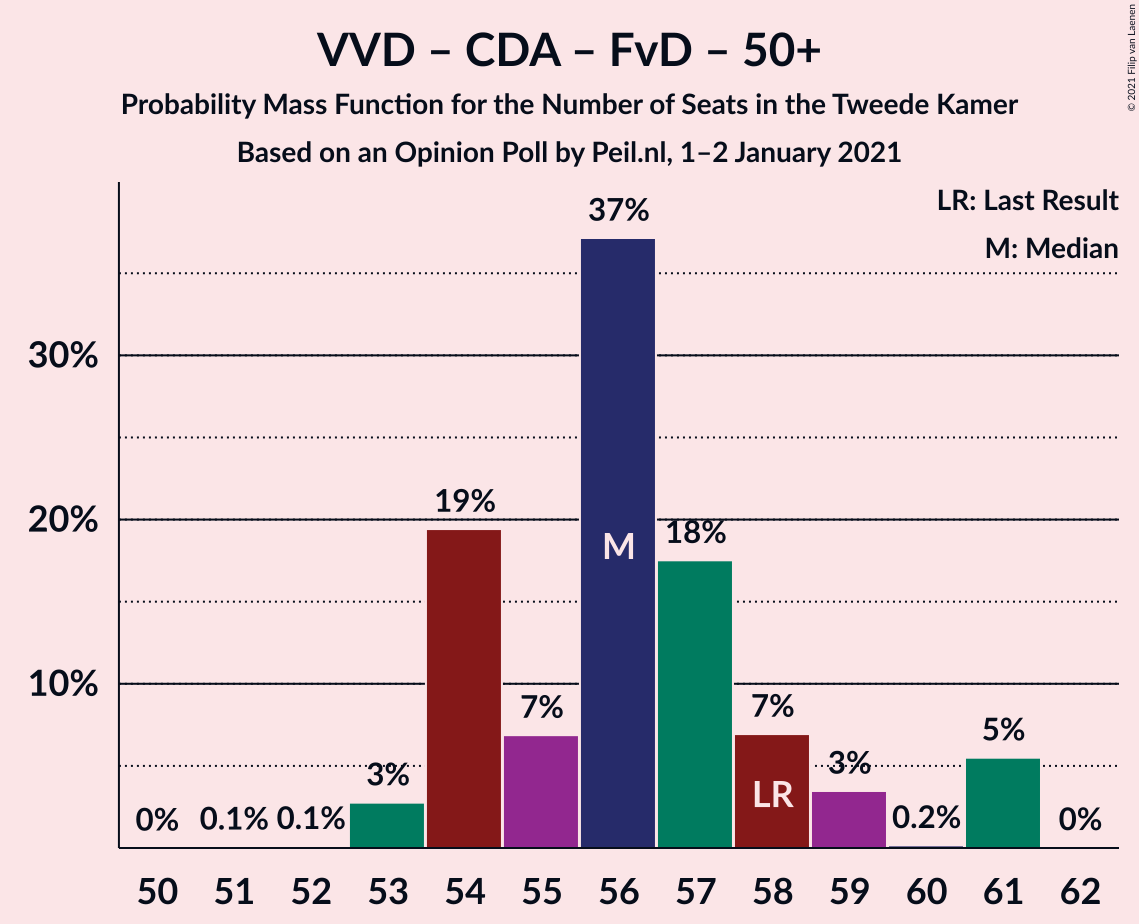 VVD – CDA – FvD – 50+
Probability Mass Function for the Number of Seats in the Tweede Kamer
Based on an Opinion Poll by Peil.nl, 1–2 January 2021
© 2021 Filip van Laenen
LR: Last Result
M: Median
30%
20%
10%
0%
0.1%
0.1%
3%
19%
7%
37%
M
18%
7%
LR
3%
0.2%
5%
0%
50 51 52 53 54 55 56 57 58 59 60 61 62